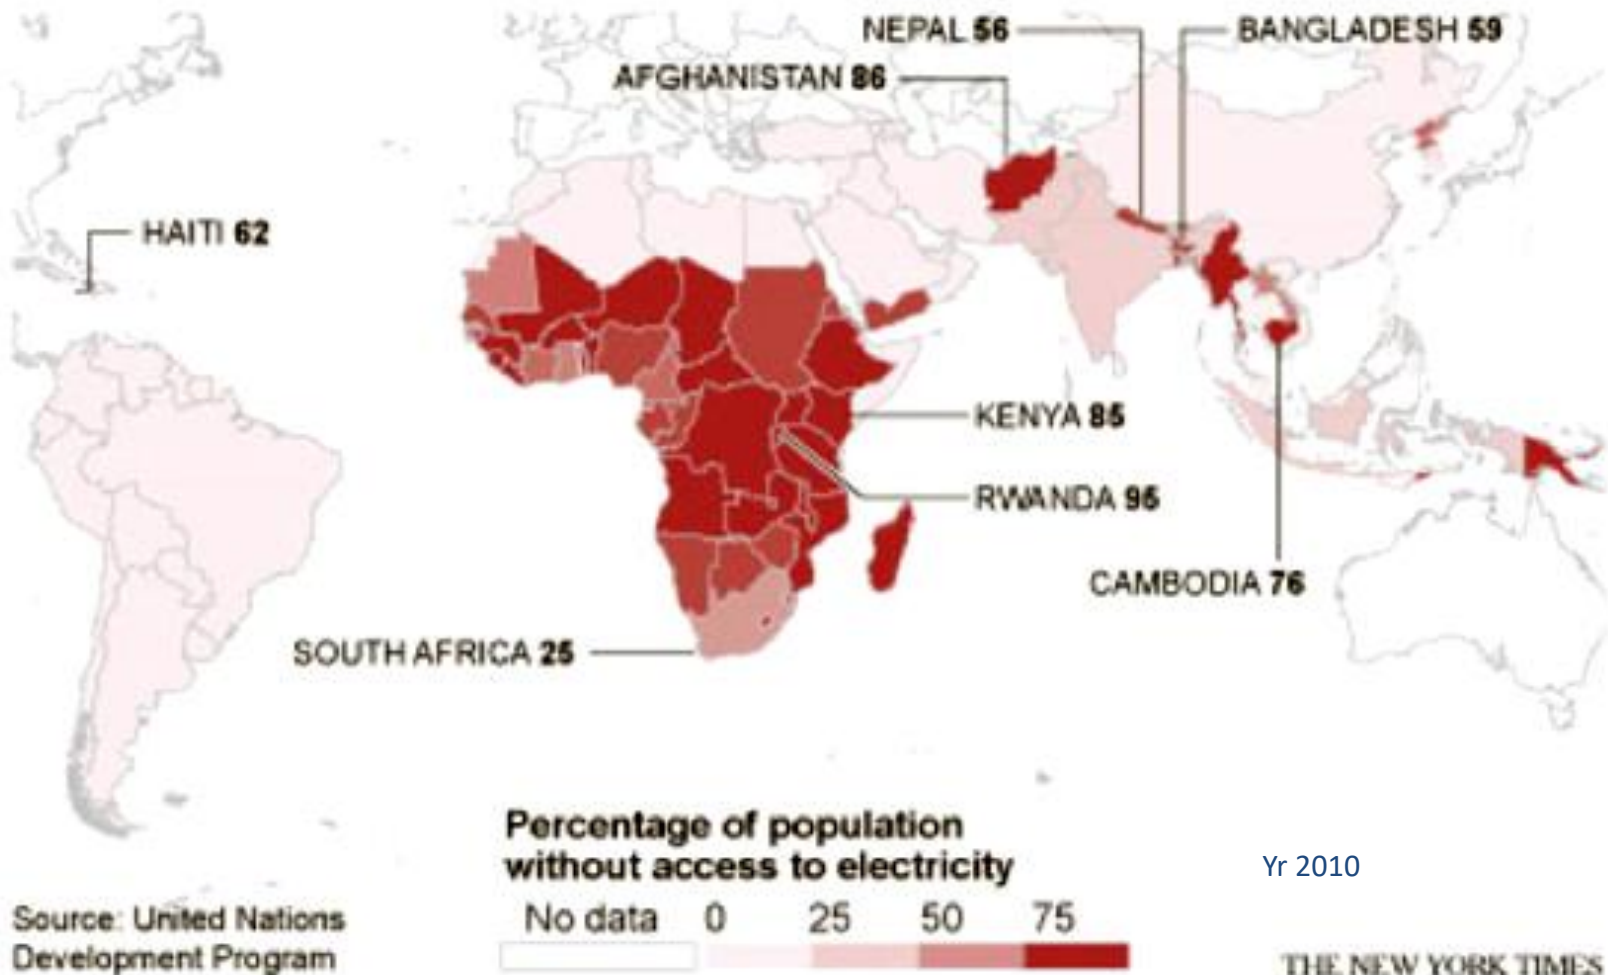 NEPAL 56
BANGLADESH 59
AFGHANISTAN 86
HAITI 62
KENYA 85
RWANDA 95
CAMBODIA 76
SOUTH AFRICA 25
Percentage of population
without access to electricity
Yr 2010
No data 0 25 50 75
Source: United Nations
Development Program
THE NEW YORK TIMES